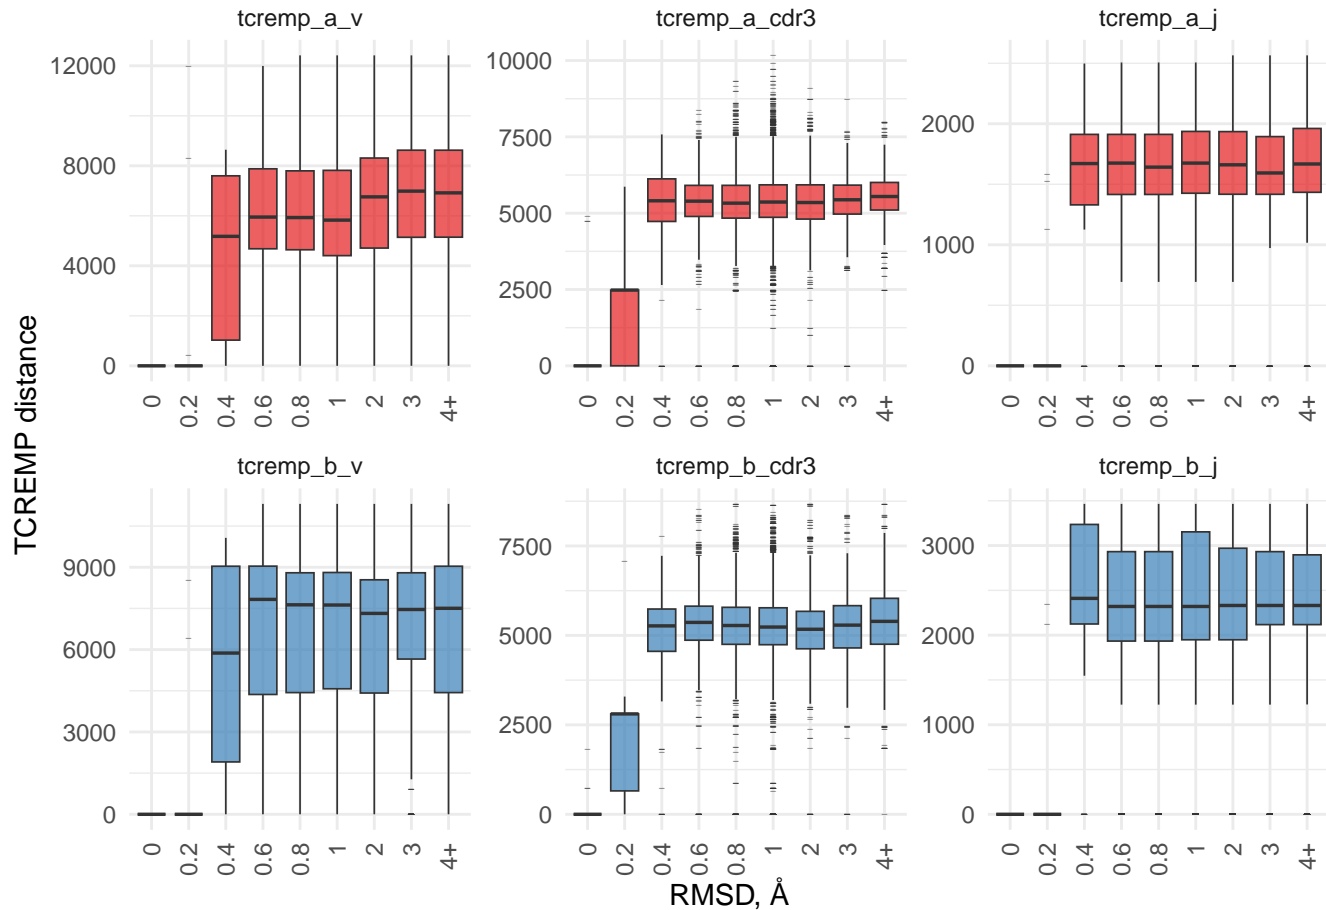 tcremp_a_v
tcremp_a_cdr3
tcremp_a_j
12000
8000
4000
0
10000
7500
5000
2500
0
2000
1000
0
0 0.2 0.4 0.6 0.8 1 2 3 4+
0 0.2 0.4 0.6 0.8 1 2 3 4+
0 0.2 0.4 0.6 0.8 1 2 3 4+
TCREMP distance
tcremp_b_v
tcremp_b_cdr3
tcremp_b_j
9000
6000
3000
0
7500
5000
2500
0
3000
2000
1000
0
0 0.2 0.4 0.6 0.8 1 2 3 4+
0 0.2 0.4 0.6 0.8 1 2 3 4+
0 0.2 0.4 0.6 0.8 1 2 3 4+
RMSD, Å